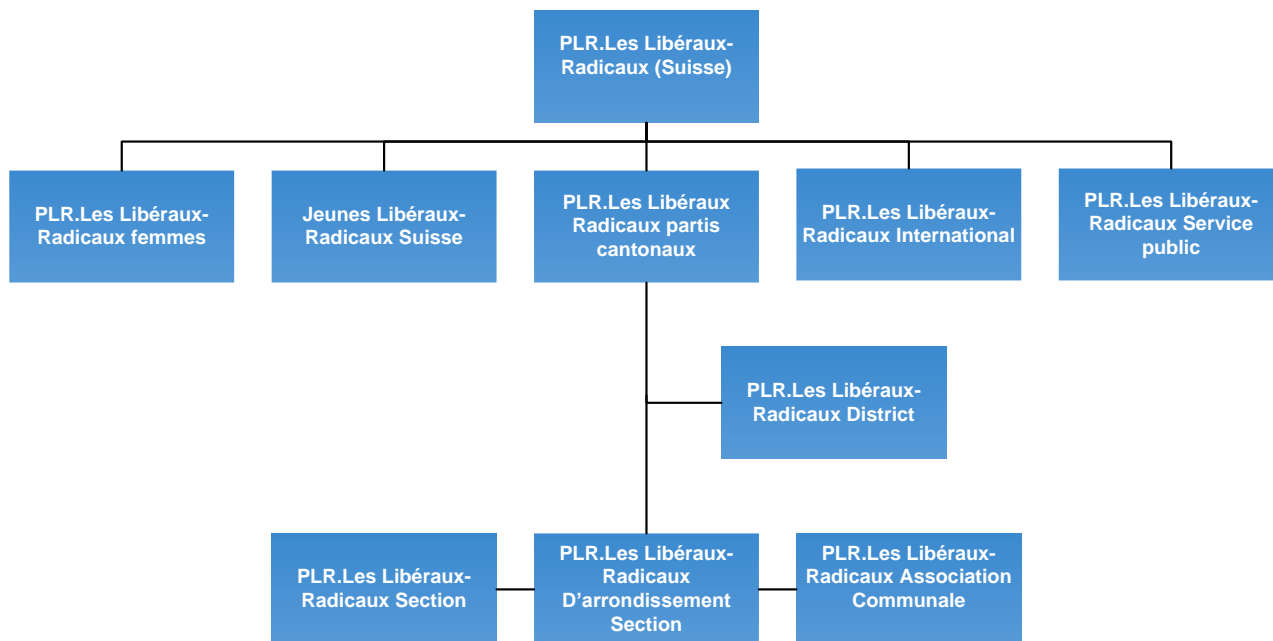 PLR.Les Libéraux-
Radicaux (Suisse)
PLR.Les Libéraux-
Radicaux femmes
Jeunes Libéraux-
Radicaux Suisse
PLR.Les Libéraux
Radicaux partis
cantonaux
PLR.Les Libéraux-
Radicaux International
PLR.Les Libéraux-
Radicaux Service
public
PLR.Les Libéraux-
Radicaux District
PLR.Les Libéraux-
Radicaux Section
PLR.Les Libéraux-
Radicaux
D’arrondissement
Section
PLR.Les Libéraux-
Radicaux Association
Communale